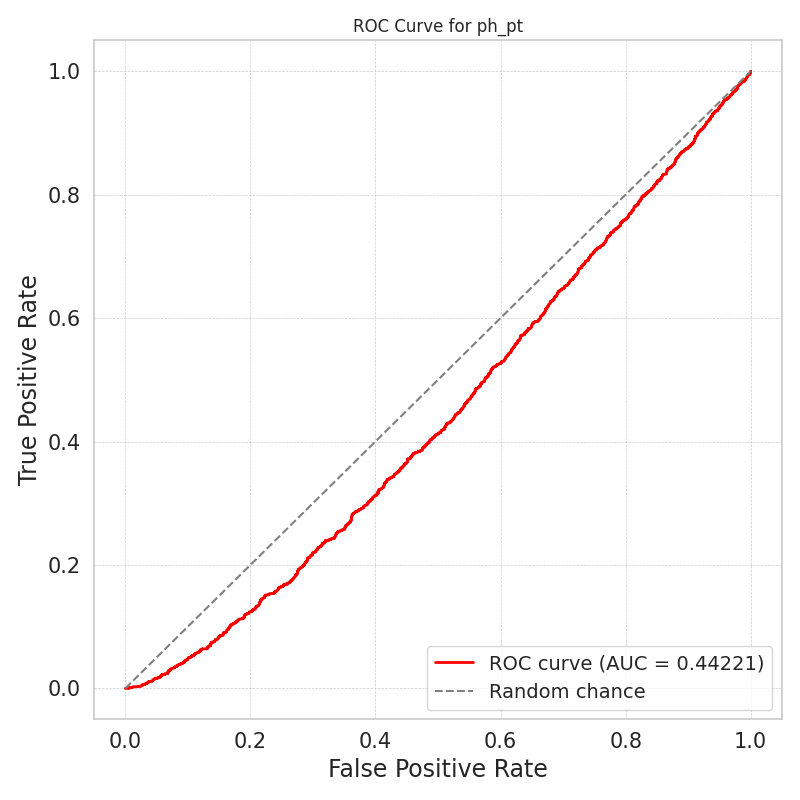 ROC Curve for ph_pt
1.0
0.8
0.6
0.4
0.2
0.0
True Positive Rate
ROC curve (AUC = 0.44221)
Random chance
0.0 0.2 0.4 0.6 0.8 1.0
False Positive Rate